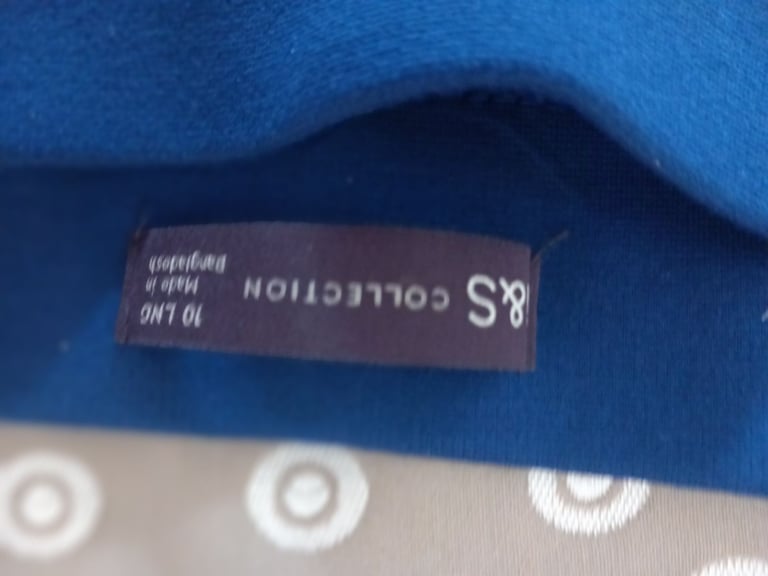 &S COLLECTION
10 LNG
Made in
Bangladesh